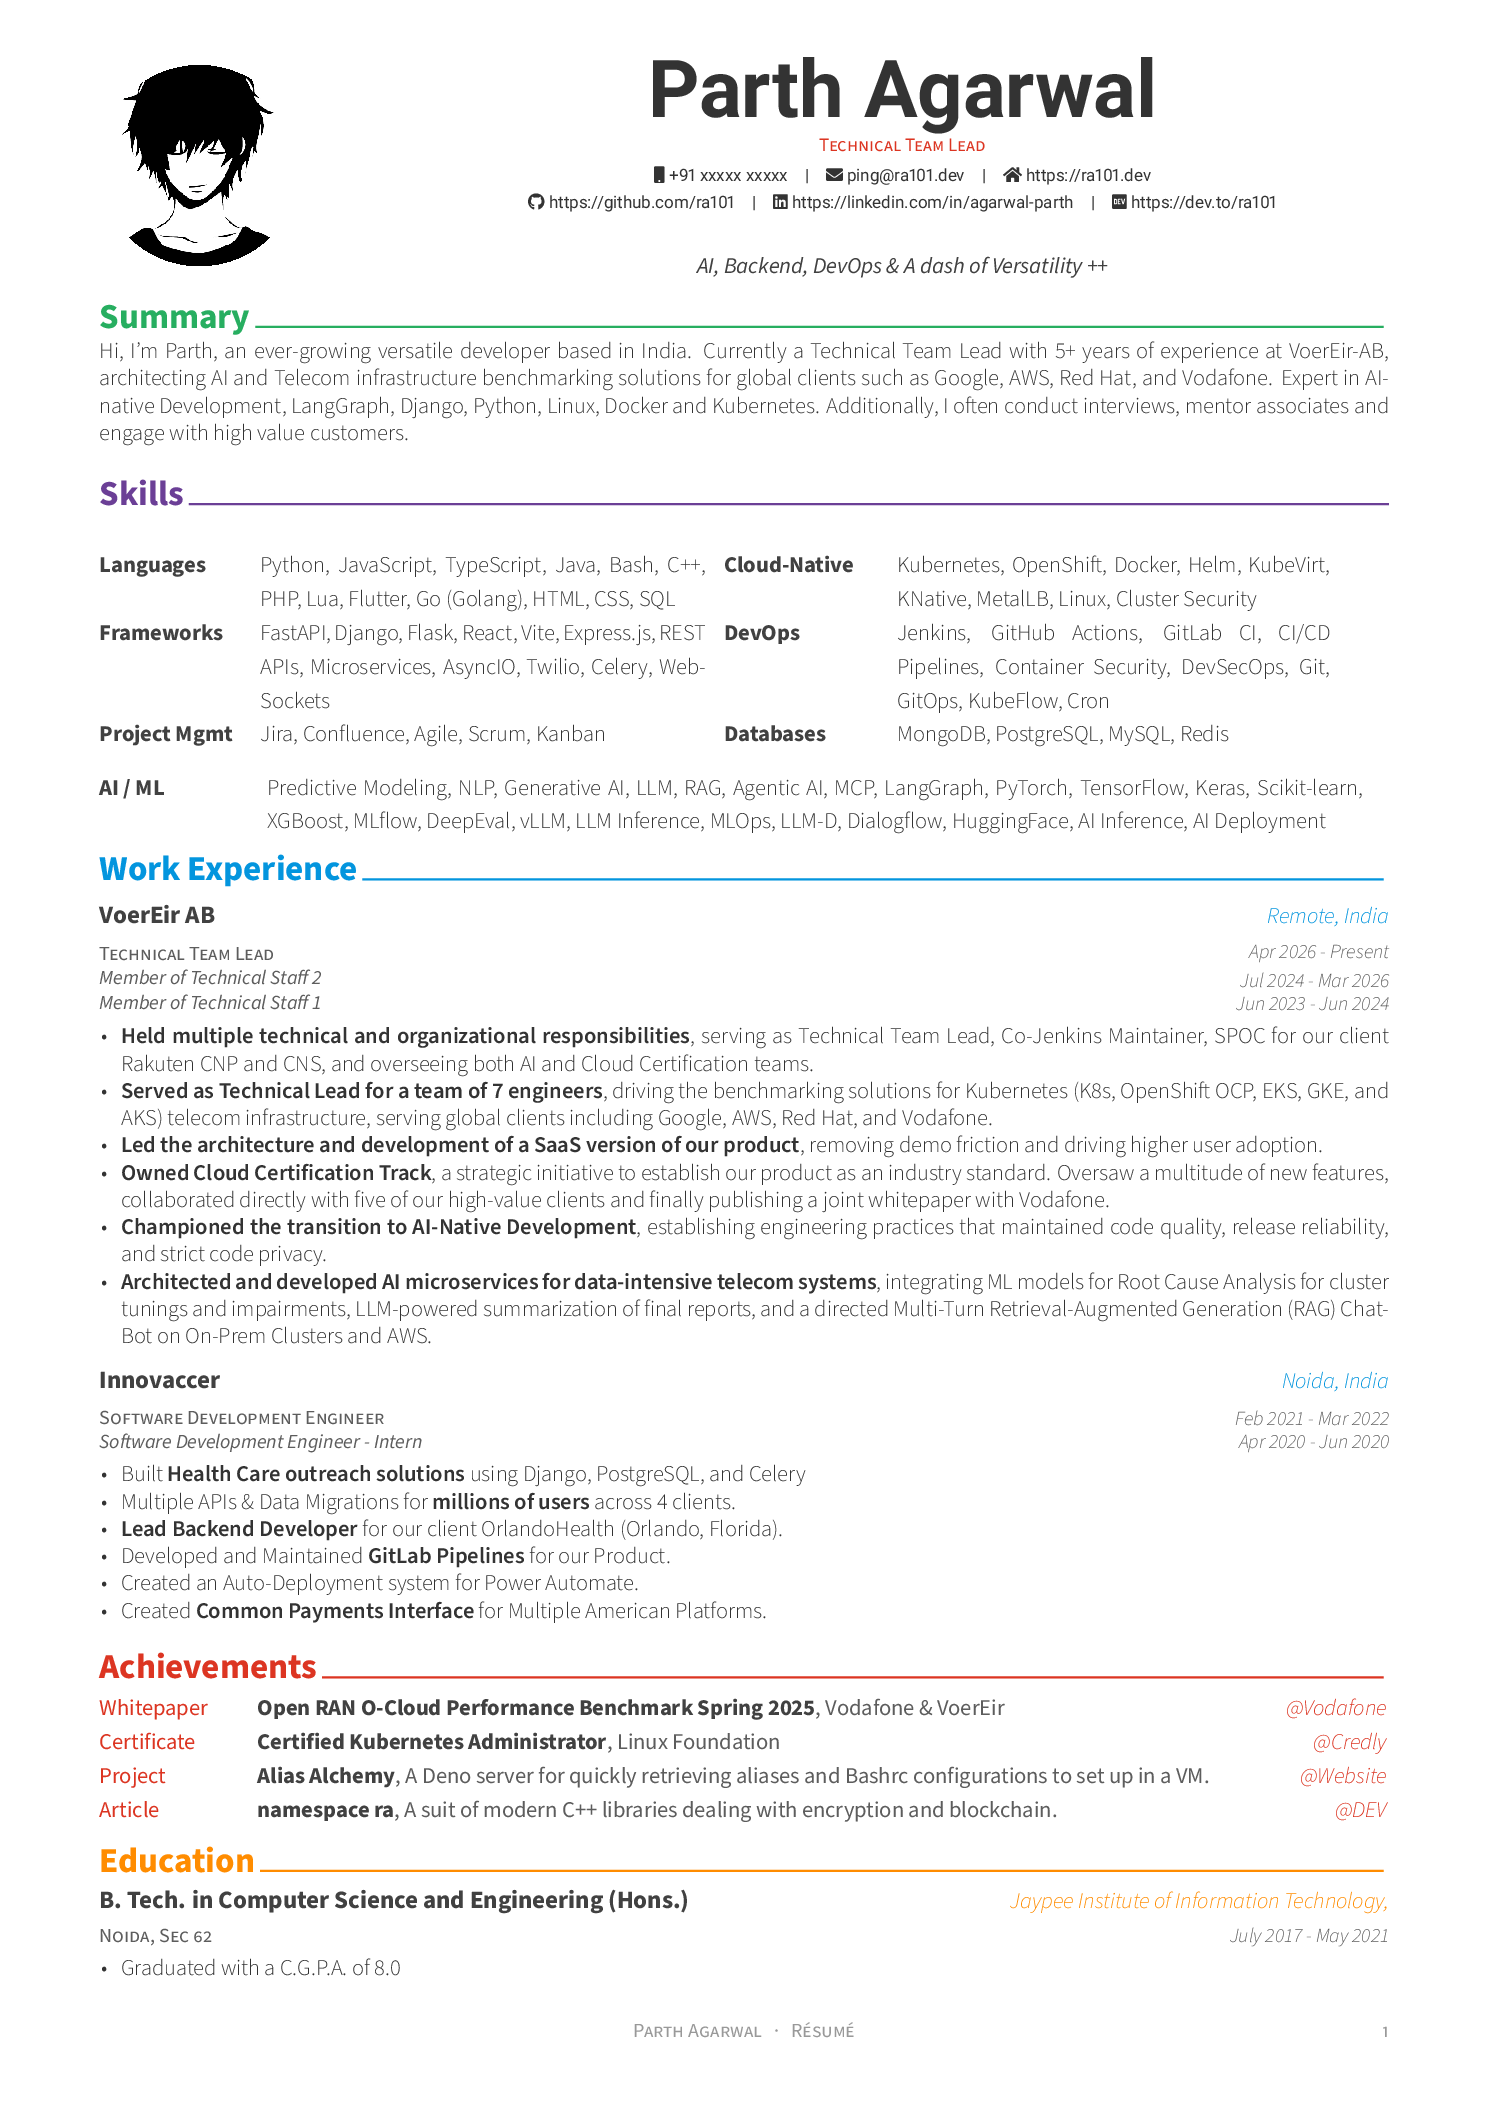 Parth Agarwal
Technical Team Lead
+91 xxxxx xxxxx | ping@ra101.dev | https://ra101.dev
https://github.com/ra101 | https://linkedin.com/in/agarwal-parth | DEV https://dev.to/ra101
AI, Backend, DevOps & A dash of Versatility ++
Summary
Hi, I'm Parth, an ever-growing versatile developer based in India. Currently a Technical Team Lead with 5+ years of experience at VoerEir-AB,
architecting AI and Telecom infrastructure benchmarking solutions for global clients such as Google, AWS, Red Hat, and Vodafone. Expert in AI-
native Development, LangGraph, Django, Python, Linux, Docker and Kubernetes. Additionally, I often conduct interviews, mentor associates and
engage with high value customers.
Skills
Languages Python, JavaScript, TypeScript, Java, Bash, C++,
PHP, Lua, Flutter, Go (Golang), HTML, CSS, SQL
Cloud-Native Kubernetes, OpenShift, Docker, Helm, KubeVirt,
KNative, MetalLB, Linux, Cluster Security
Frameworks FastAPI, Django, Flask, React, Vite, Express.js, REST
APIs, Microservices, AsyncIO, Twilio, Celery, Web-
Sockets
DevOps Jenkins, GitHub Actions, GitLab CI, CI/CD
Pipelines, Container Security, DevSecOps, Git,
GitOps, KubeFlow, Cron
Project Mgmt Jira, Confluence, Agile, Scrum, Kanban
Databases MongoDB, PostgreSQL, MySQL, Redis
AI / ML Predictive Modeling, NLP, Generative AI, LLM, RAG, Agentic AI, MCP, LangGraph, PyTorch, TensorFlow, Keras, Scikit-learn,
XGBoost, MLflow, DeepEval, vLLM, LLM Inference, MLOps, LLM-D, Dialogflow, HuggingFace, AI Inference, AI Deployment
Work Experience
VoerEir AB Remote, India
Technical Team Lead Apr 2026 - Present
Member of Technical Staff 2 Jul 2024 - Mar 2026
Member of Technical Staff 1 Jun 2023 - Jun 2024
• Held multiple technical and organizational responsibilities, serving as Technical Team Lead, Co-Jenkins Maintainer, SPOC for our client
Rakuten CNP and CNS, and overseeing both AI and Cloud Certification teams.
• Served as Technical Lead for a team of 7 engineers, driving the benchmarking solutions for Kubernetes (K8s, OpenShift OCP, EKS, GKE, and
AKS) telecom infrastructure, serving global clients including Google, AWS, Red Hat, and Vodafone.
• Led the architecture and development of a SaaS version of our product, removing demo friction and driving higher user adoption.
• Owned Cloud Certification Track, a strategic initiative to establish our product as an industry standard. Oversaw a multitude of new features,
collaborated directly with five of our high-value clients and finally publishing a joint whitepaper with Vodafone.
• Championed the transition to AI-Native Development, establishing engineering practices that maintained code quality, release reliability,
and strict code privacy.
• Architected and developed AI microservices for data-intensive telecom systems, integrating ML models for Root Cause Analysis for cluster
tunings and impairments, LLM-powered summarization of final reports, and a directed Multi-Turn Retrieval-Augmented Generation (RAG) Chat-
Bot on On-Prem Clusters and AWS.
Innovaccer Noida, India
Software Development Engineer Feb 2021 - Mar 2022
Software Development Engineer - Intern Apr 2020 - Jun 2020
• Built Health Care outreach solutions using Django, PostgreSQL, and Celery
• Multiple APIs & Data Migrations for millions of users across 4 clients.
• Lead Backend Developer for our client OrlandoHealth (Orlando, Florida).
• Developed and Maintained GitLab Pipelines for our Product.
• Created an Auto-Deployment system for Power Automate.
• Created Common Payments Interface for Multiple American Platforms.
Achievements
Whitepaper Open RAN O-Cloud Performance Benchmark Spring 2025, Vodafone & VoerEir @Vodafone
Certificate Certified Kubernetes Administrator, Linux Foundation @Credly
Project Alias Alchemy, A Deno server for quickly retrieving aliases and Bashrc configurations to set up in a VM. @Website
Article namespace ra, A suit of modern C++ libraries dealing with encryption and blockchain. @DEV
Education
B. Tech. in Computer Science and Engineering (Hons.) Jaypee Institute of Information Technology,
Noida, Sec 62 July 2017 - May 2021
• Graduated with a C.G.P.A. of 8.0
Parth Agarwal · Résumé 1